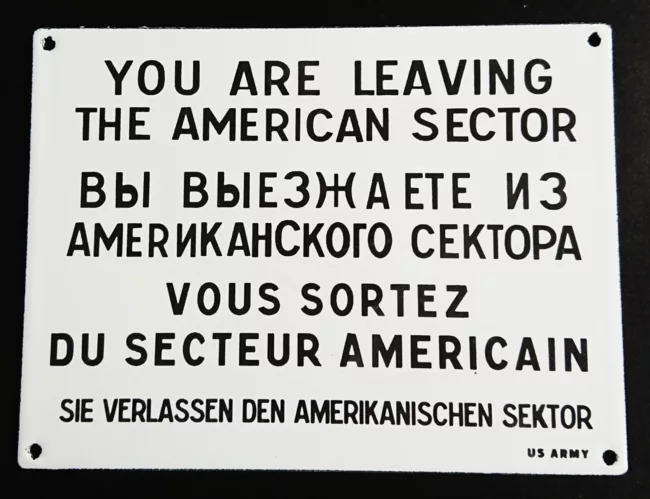 YOU ARE LEAVING
THE AMERICAN SECTOR
ВЫ ВЫЕЗЖАЕТЕ ИЗ
АМЕRИКАНСКОГО СЕКТОРА
VOUS SORTEZ
DU SECTEUR AMERICAIN
SIE VERLASSEN DEN AMERIKANISCHEN SEKTOR
US ARMY